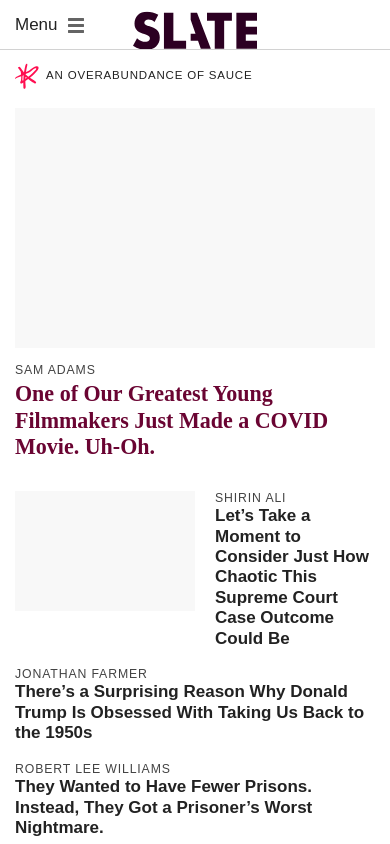 Menu
SLATE
AN OVERABUNDANCE OF SAUCE
SAM ADAMS
One of Our Greatest Young
Filmmakers Just Made a COVID
Movie. Uh-Oh.
SHIRIN ALI
Let’s Take a
Moment to
Consider Just How
Chaotic This
Supreme Court
Case Outcome
Could Be
JONATHAN FARMER
There’s a Surprising Reason Why Donald
Trump Is Obsessed With Taking Us Back to
the 1950s
ROBERT LEE WILLIAMS
They Wanted to Have Fewer Prisons.
Instead, They Got a Prisoner’s Worst
Nightmare.